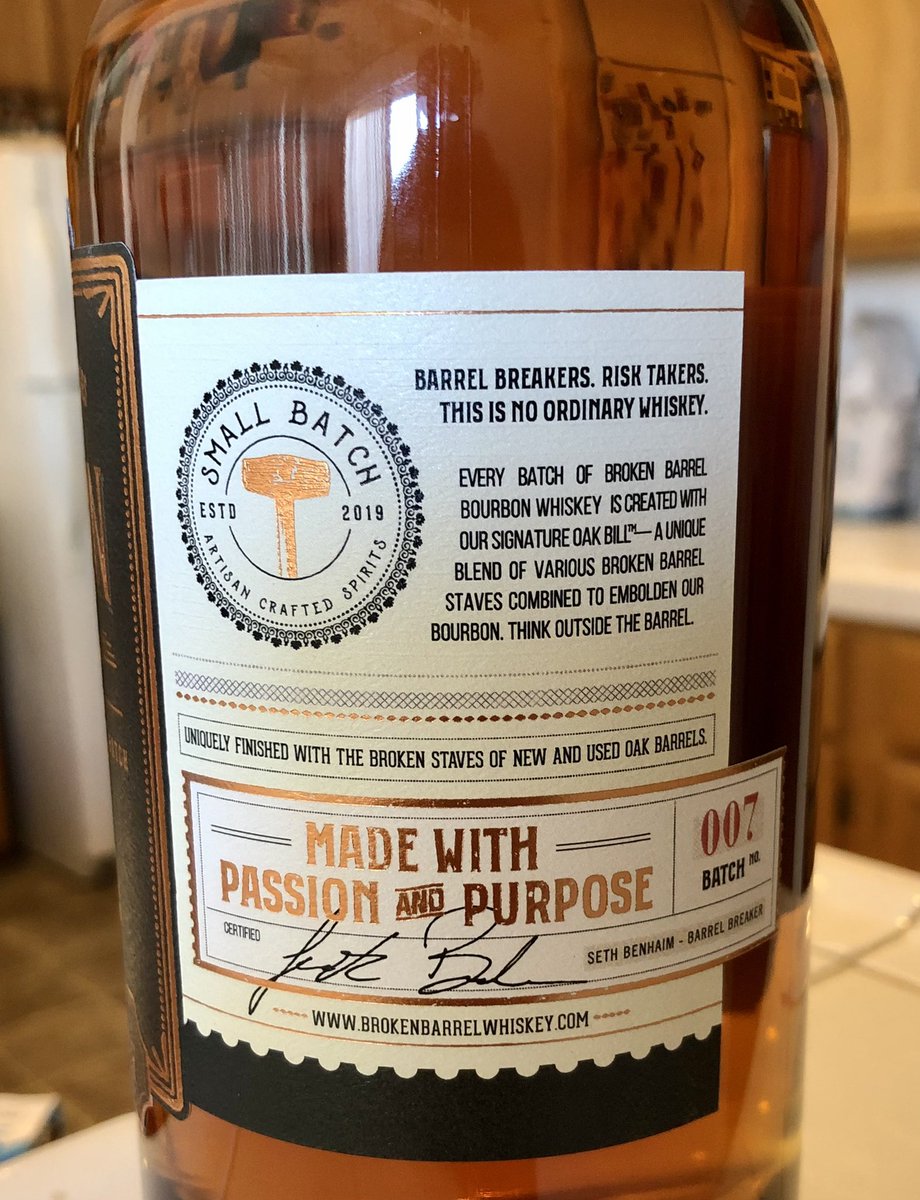 SMALL BATCH
ESTD 2019
ARTISAN CRAFTED SPIRITS
BARREL BREAKERS. RISK TAKERS.
THIS IS NO ORDINARY WHISKEY.
EVERY BATCH OF BROKEN BARREL
BOURBON WHISKEY IS CREATED WITH
OUR SIGNATURE OAK BILL™— A UNIQUE
BLEND OF VARIOUS BROKEN BARREL
STAVES COMBINED TO EMBOLDEN OUR
BOURBON. THINK OUTSIDE THE BARREL.
UNIQUELY FINISHED WITH THE BROKEN STAVES OF NEW AND USED OAK BARRELS.
MADE WITH
PASSION AND PURPOSE
007
BATCH NO.
CERTIFIED
SETH BENHAIM - BARREL BREAKER
WWW.BROKENBARRELWHISKEY.COM